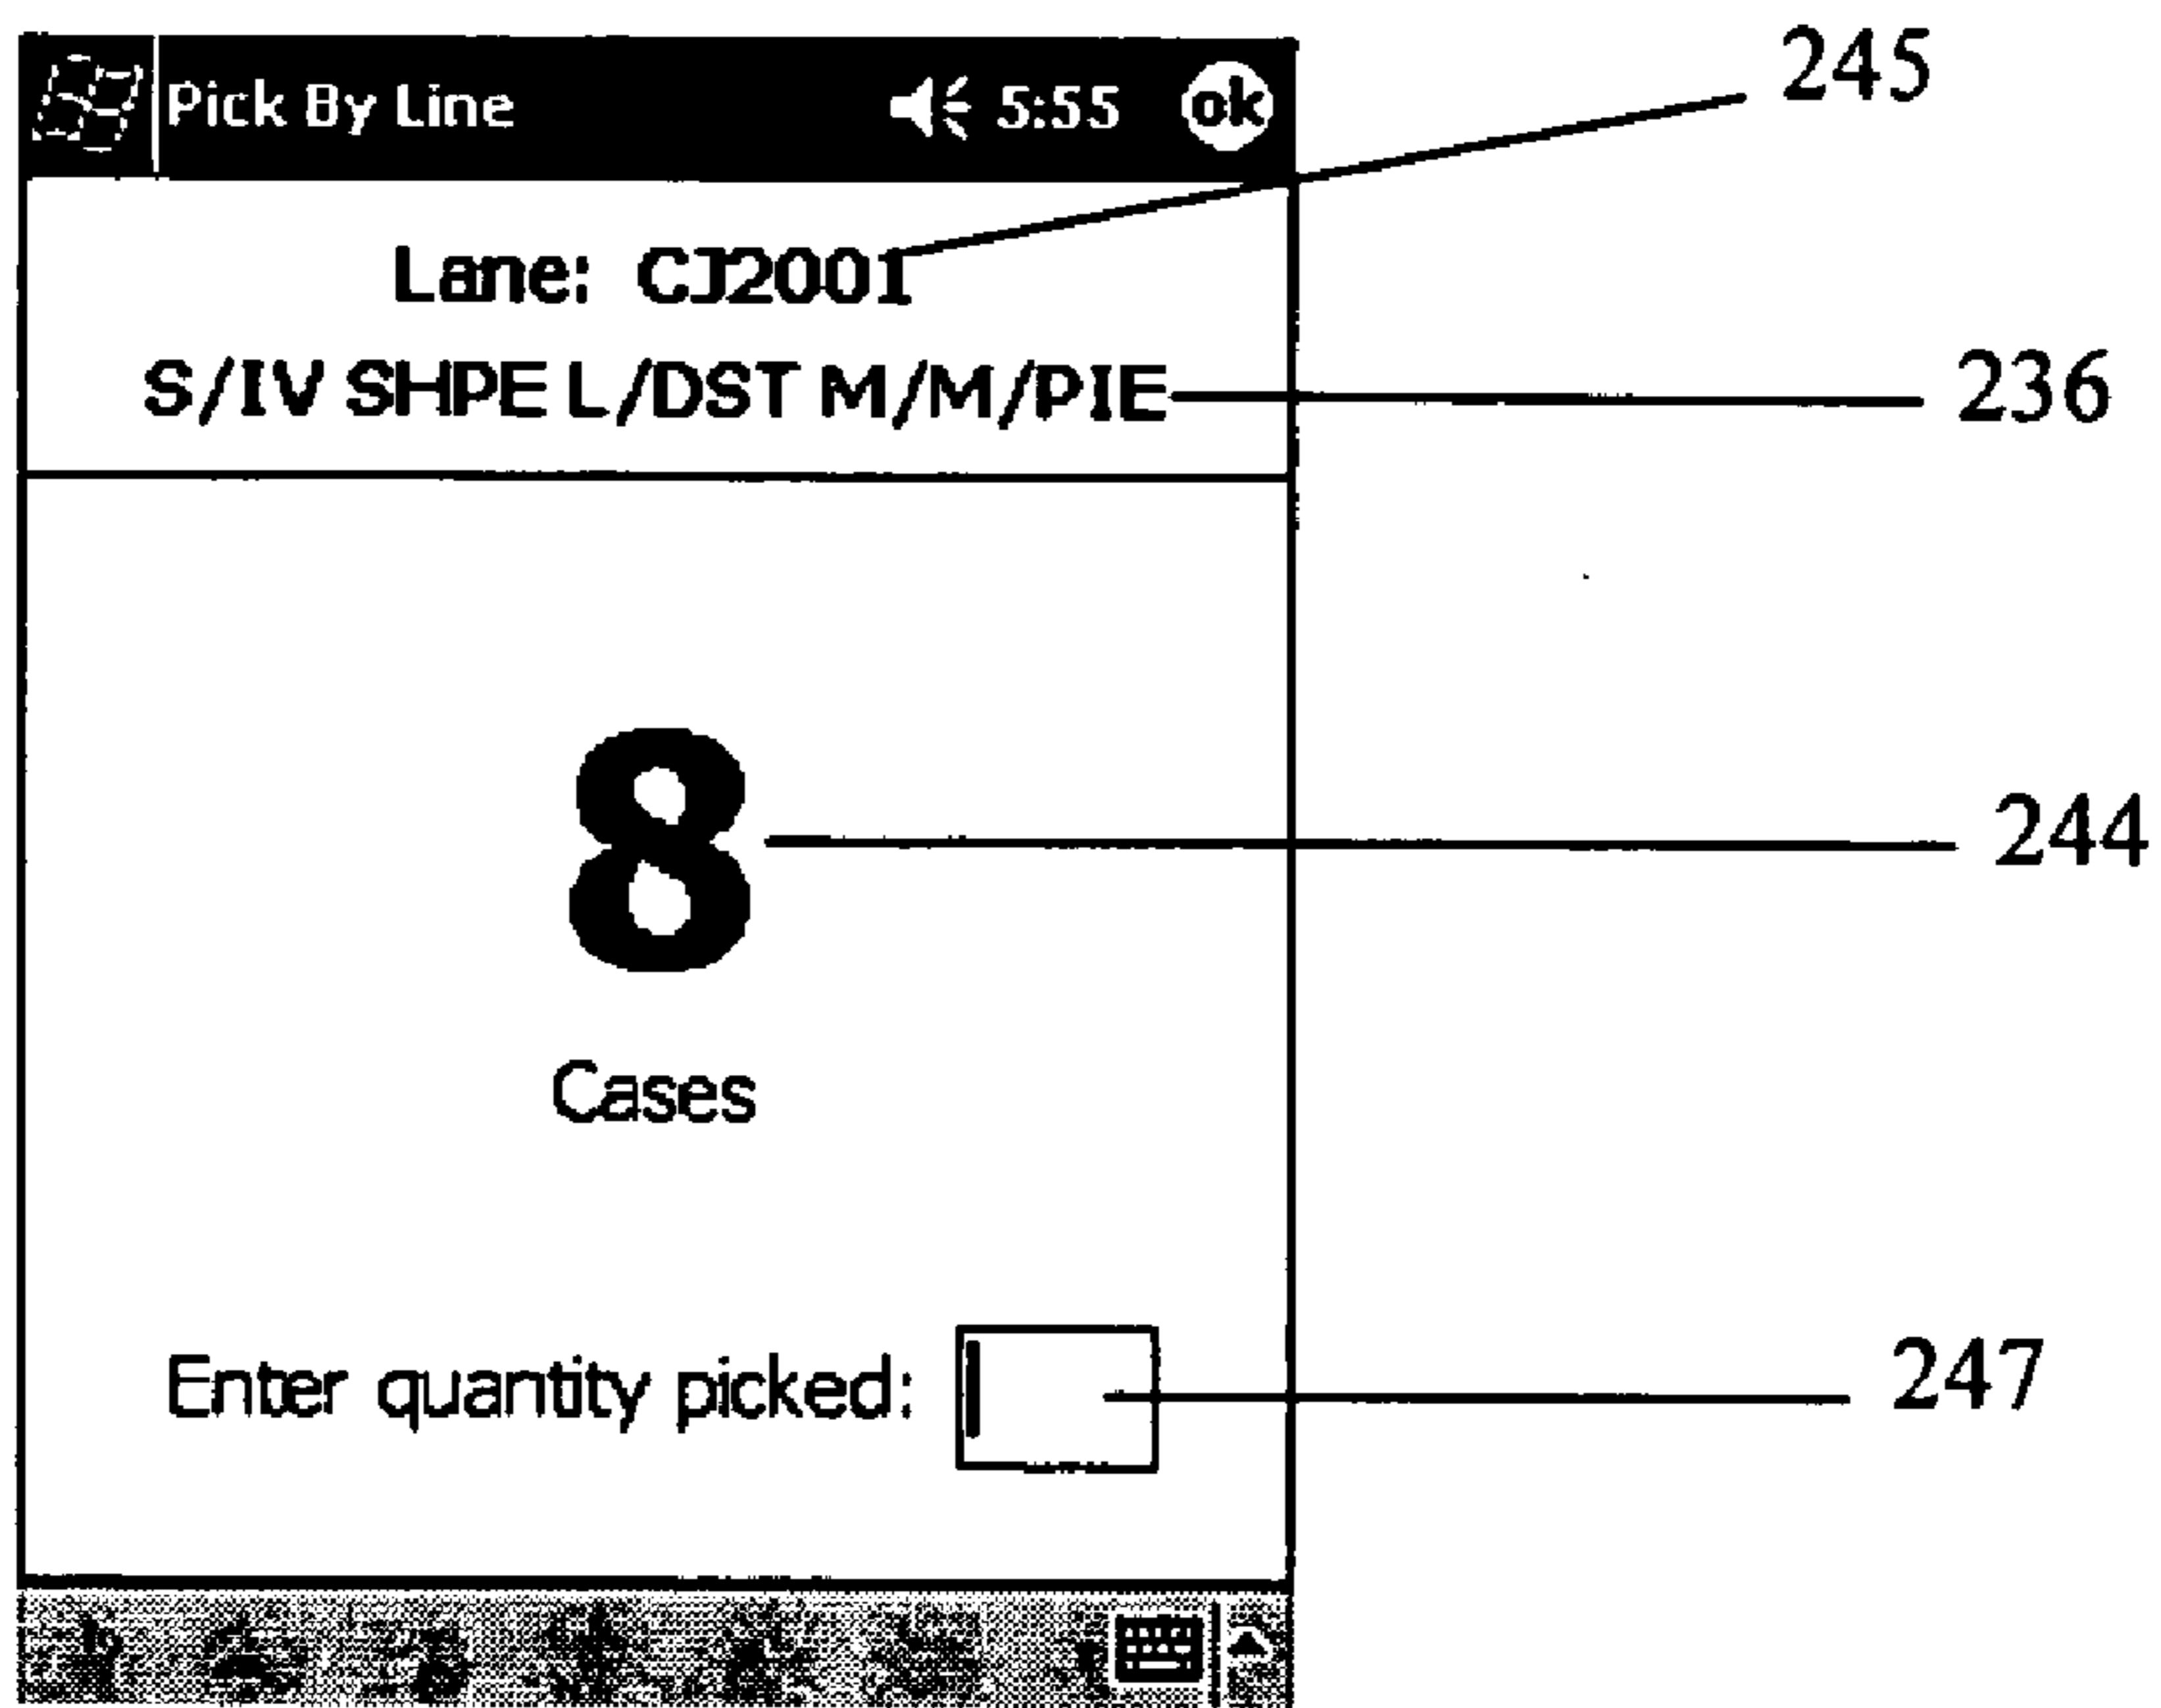 Pick By Line 5:55 ok
245
Lane: CJ200I
S/IV SHPE L/DST M/M/PIE 236
8 244
Cases
Enter quantity picked: 247